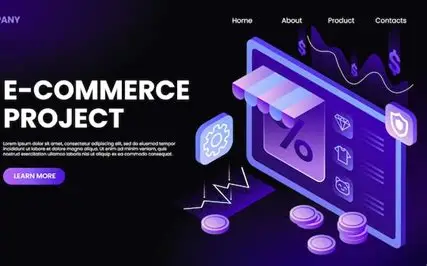 PANY
Home About Product Contacts
E-COMMERCE
PROJECT
Lorem ipsum dolor sit amet, consectetur adipiscing elit, sed do eiusmod tempor
incididunt ut labore et dolore magna aliqua. Ut enim ad minim veniam, quis
nostrud exercitation ullamco laboris nisi ut aliquip ex ea commodo consequat.
LEARN MORE